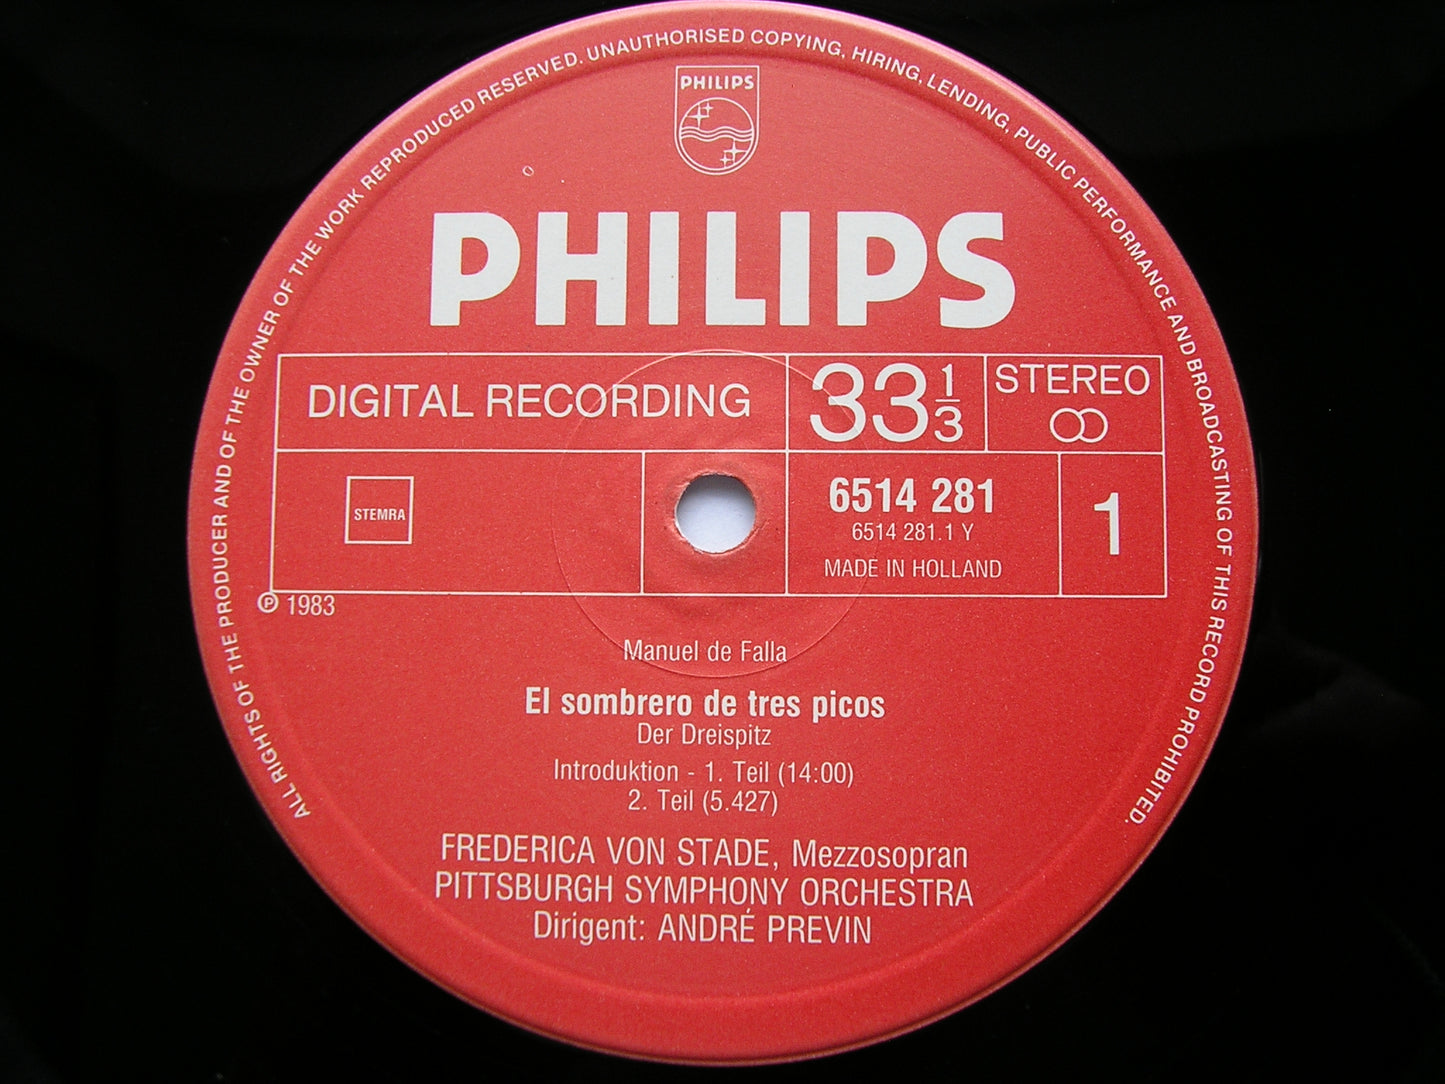 ALL RIGHTS OF THE PRODUCER AND OF THE OWNER OF THE WORK REPRODUCED RESERVED. UNAUTHORISED COPYING, HIRING, LENDING, PUBLIC PERFORMANCE AND BROADCASTING OF THIS RECORD PROHIBITED.
PHILIPS
PHILIPS
DIGITAL RECORDING
33 1/3
STEREO
STEMRA
6514 281
6514 281.1 Y
MADE IN HOLLAND
1
Ⓟ 1983
Manuel de Falla
El sombrero de tres picos
Der Dreispitz
Introduktion - 1. Teil (14:00)
2. Teil (5.427)
FREDERICA VON STADE, Mezzosopran
PITTSBURGH SYMPHONY ORCHESTRA
Dirigent: ANDRÉ PREVIN